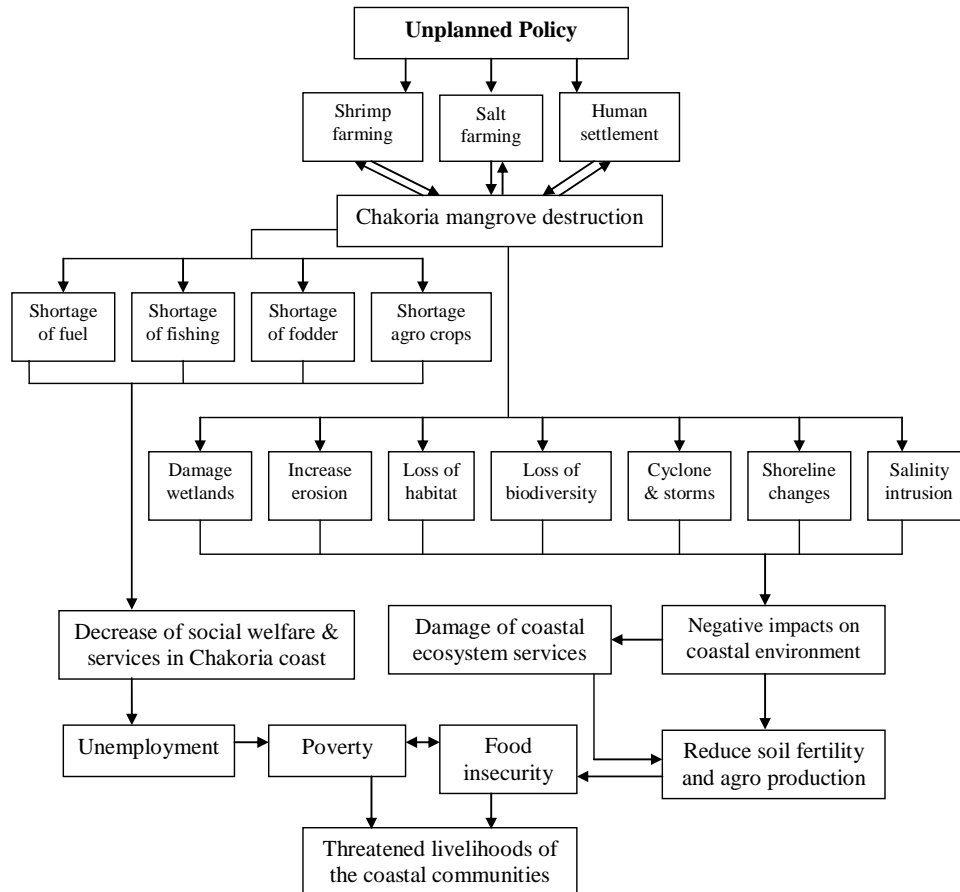 Unplanned Policy
Shrimp
farming
Salt
farming
Human
settlement
Chakoria mangrove destruction
Shortage
of fuel
Shortage
of fishing
Shortage
of fodder
Shortage
agro crops
Damage
wetlands
Increase
erosion
Loss of
habitat
Loss of
biodiversity
Cyclone
& storms
Shoreline
changes
Salinity
intrusion
Decrease of social welfare &
services in Chakoria coast
Damage of coastal
ecosystem services
Negative impacts on
coastal environment
Unemployment
Poverty
Food
insecurity
Reduce soil fertility
and agro production
Threatened livelihoods of
the coastal communities